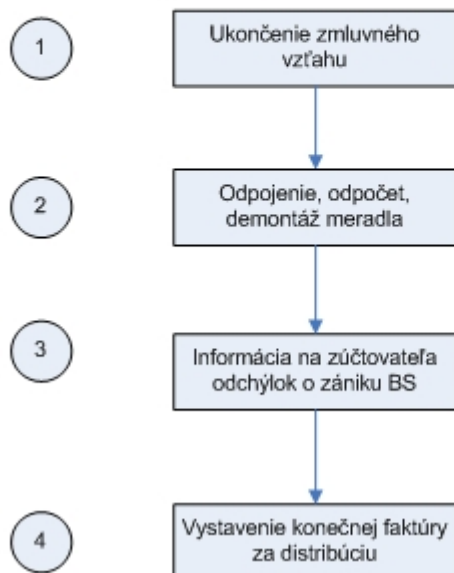 1
Ukončenie zmluvného
vzťahu
2
Odpojenie, odpočet,
demontáž meradla
3
Informácia na zúčtovateľa
odchýlok o zániku BS
4
Vystavenie konečnej faktúry
za distribúciu